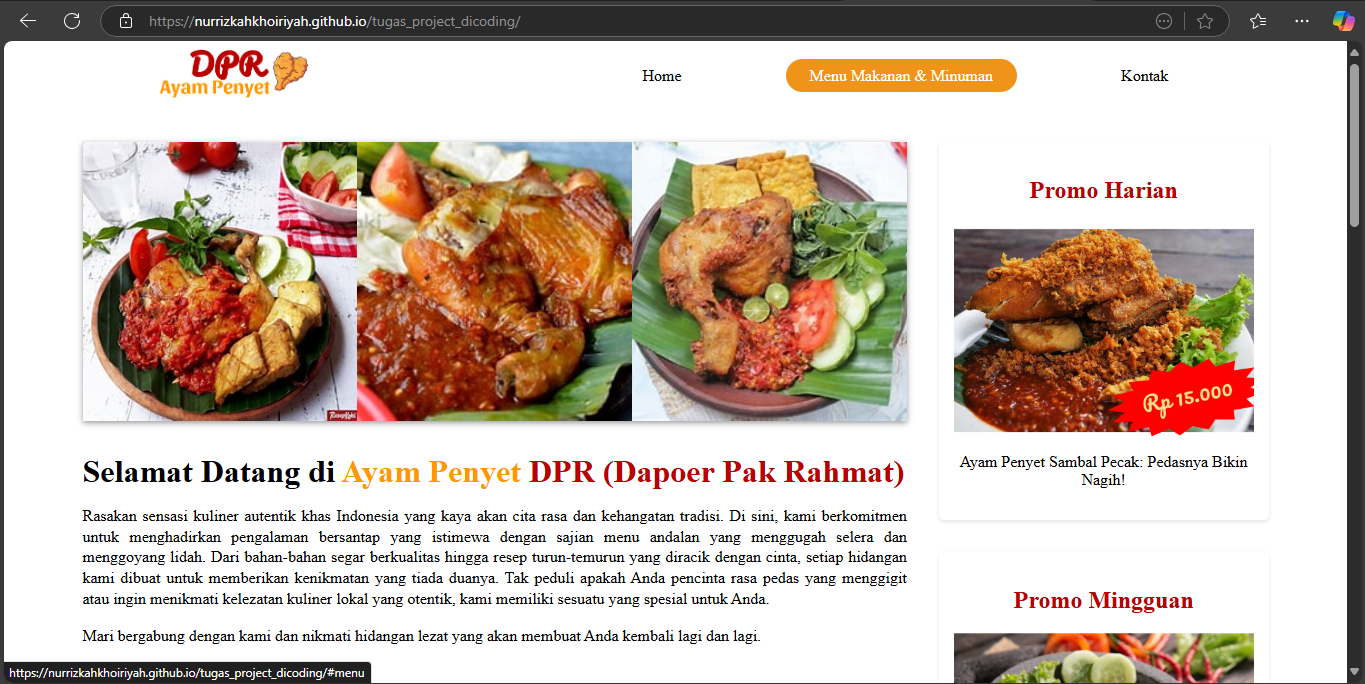 https://nurrizkahkhoiriyah.github.io/tugas_project_dicoding/
DPR
Ayam Penyet
Home
Menu Makanan & Minuman
Kontak
Promo Harian
Rp 15.000
Ayam Penyet Sambal Pecak: Pedasnya Bikin
Nagih!
Selamat Datang di Ayam Penyet DPR (Dapoer Pak Rahmat)
Rasakan sensasi kuliner autentik khas Indonesia yang kaya akan cita rasa dan kehangatan tradisi. Di sini, kami berkomitmen
untuk menghadirkan pengalaman bersantap yang istimewa dengan sajian menu andalan yang menggugah selera dan
menggoyang lidah. Dari bahan-bahan segar berkualitas hingga resep turun-temurun yang diracik dengan cinta, setiap hidangan
kami dibuat untuk memberikan kenikmatan yang tiada duanya. Tak peduli apakah Anda pencinta rasa pedas yang menggigit
atau ingin menikmati kelezatan kuliner lokal yang otentik, kami memiliki sesuatu yang spesial untuk Anda.
Mari bergabung dengan kami dan nikmati hidangan lezat yang akan membuat Anda kembali lagi dan lagi.
Promo Mingguan
https://nurrizkahkhoiriyah.github.io/tugas_project_dicoding/#menu